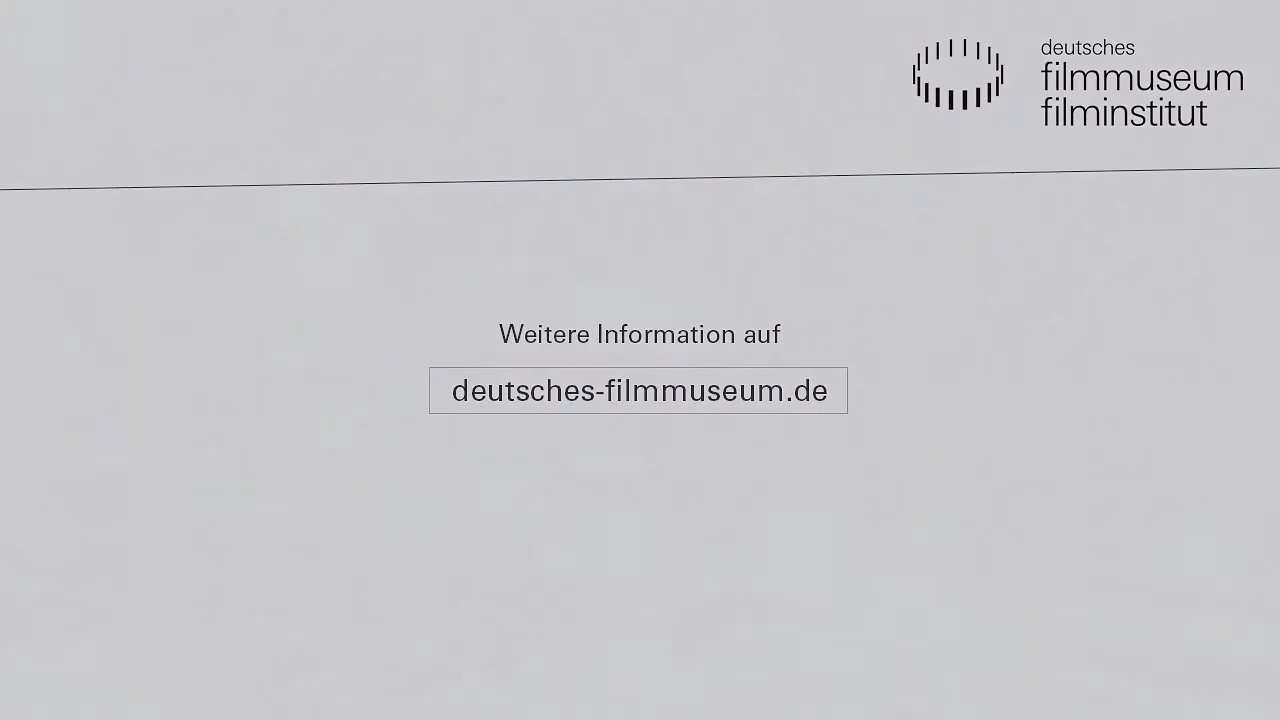 deutsches
filmmuseum
filminstitut
Weitere Information auf
deutsches-filmmuseum.de